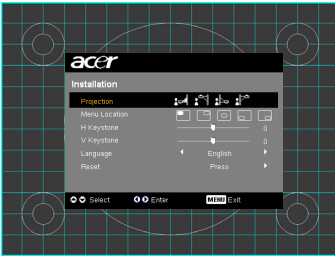 acer
Installation
Projection
Menu Location
H Keystone 0
V Keystone 0
Language English
Reset Press
Select Enter MENU Exit